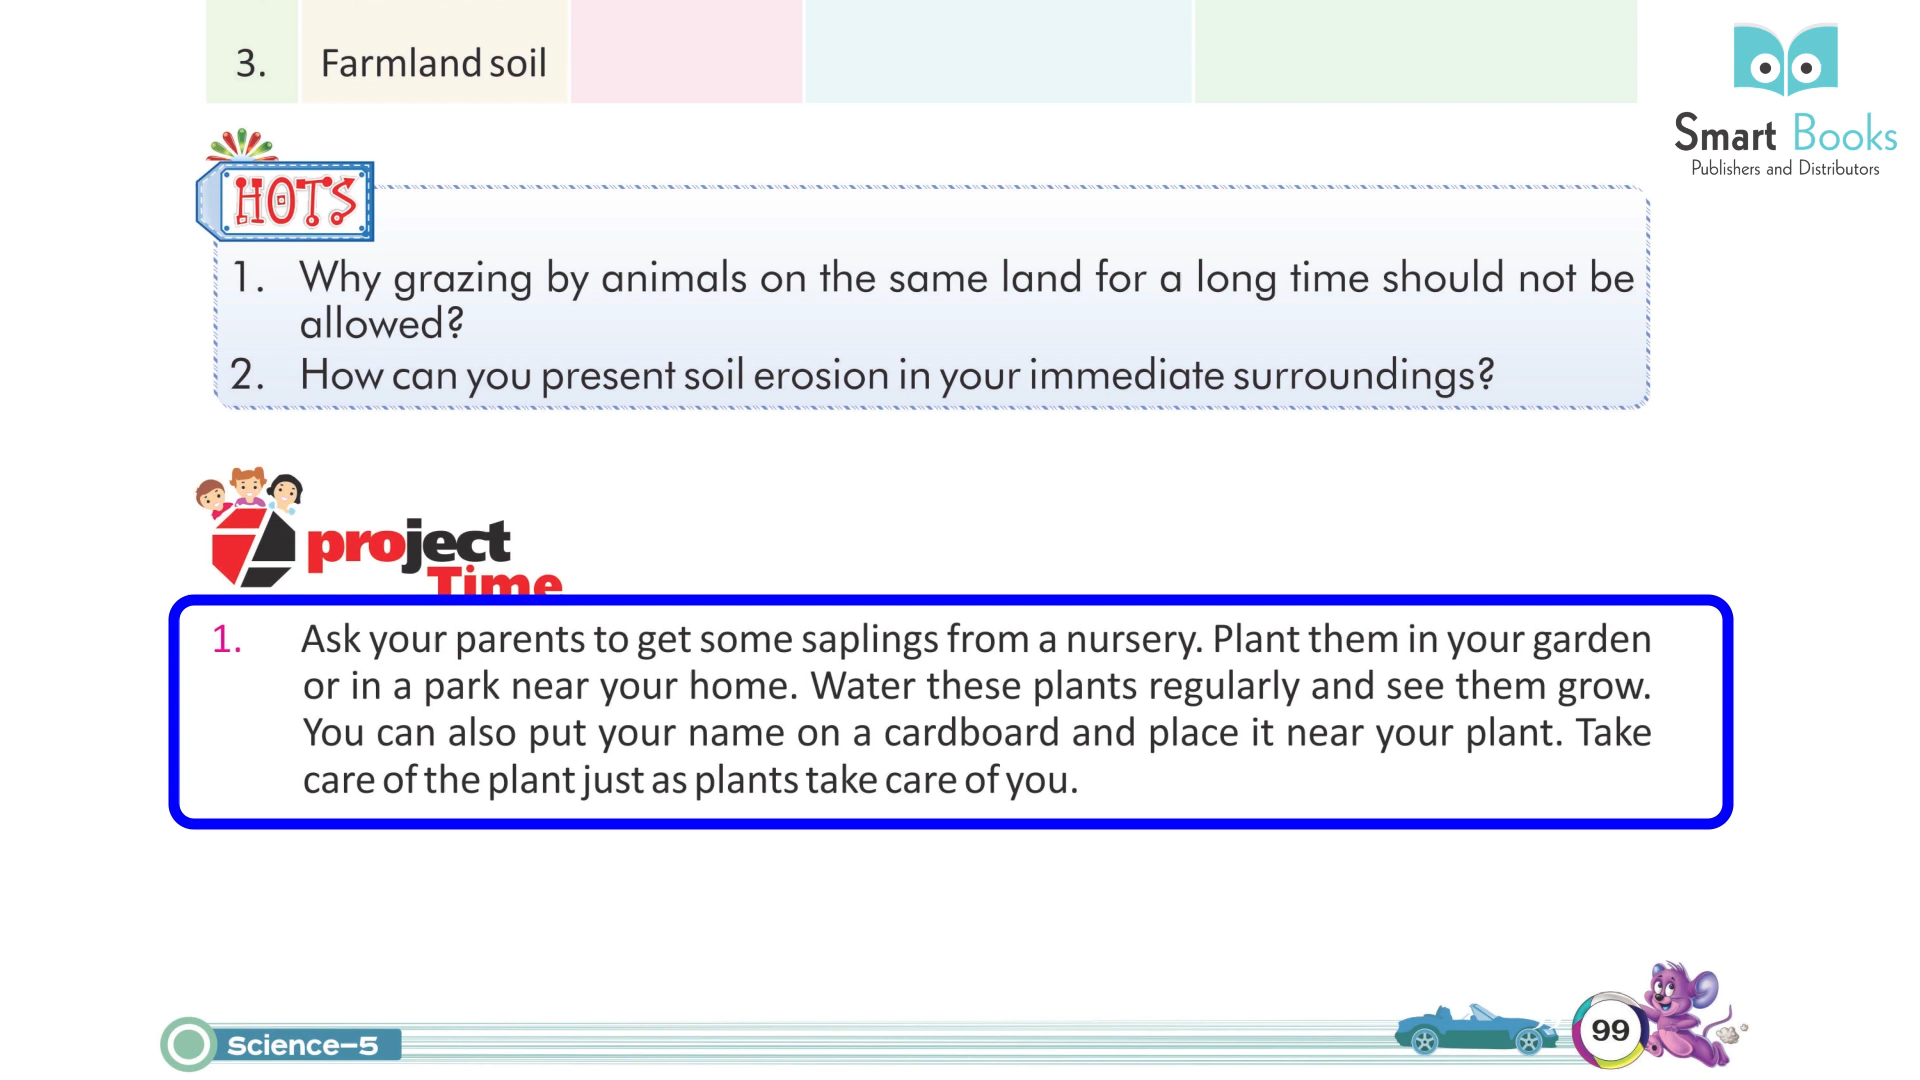 3. Farmland soil
Smart Books
Publishers and Distributors
HOTS
1. Why grazing by animals on the same land for a long time should not be
allowed?
2. How can you present soil erosion in your immediate surroundings?
project
Time
1. Ask your parents to get some saplings from a nursery. Plant them in your garden
or in a park near your home. Water these plants regularly and see them grow.
You can also put your name on a cardboard and place it near your plant. Take
care of the plant just as plants take care of you.
Science–5
99